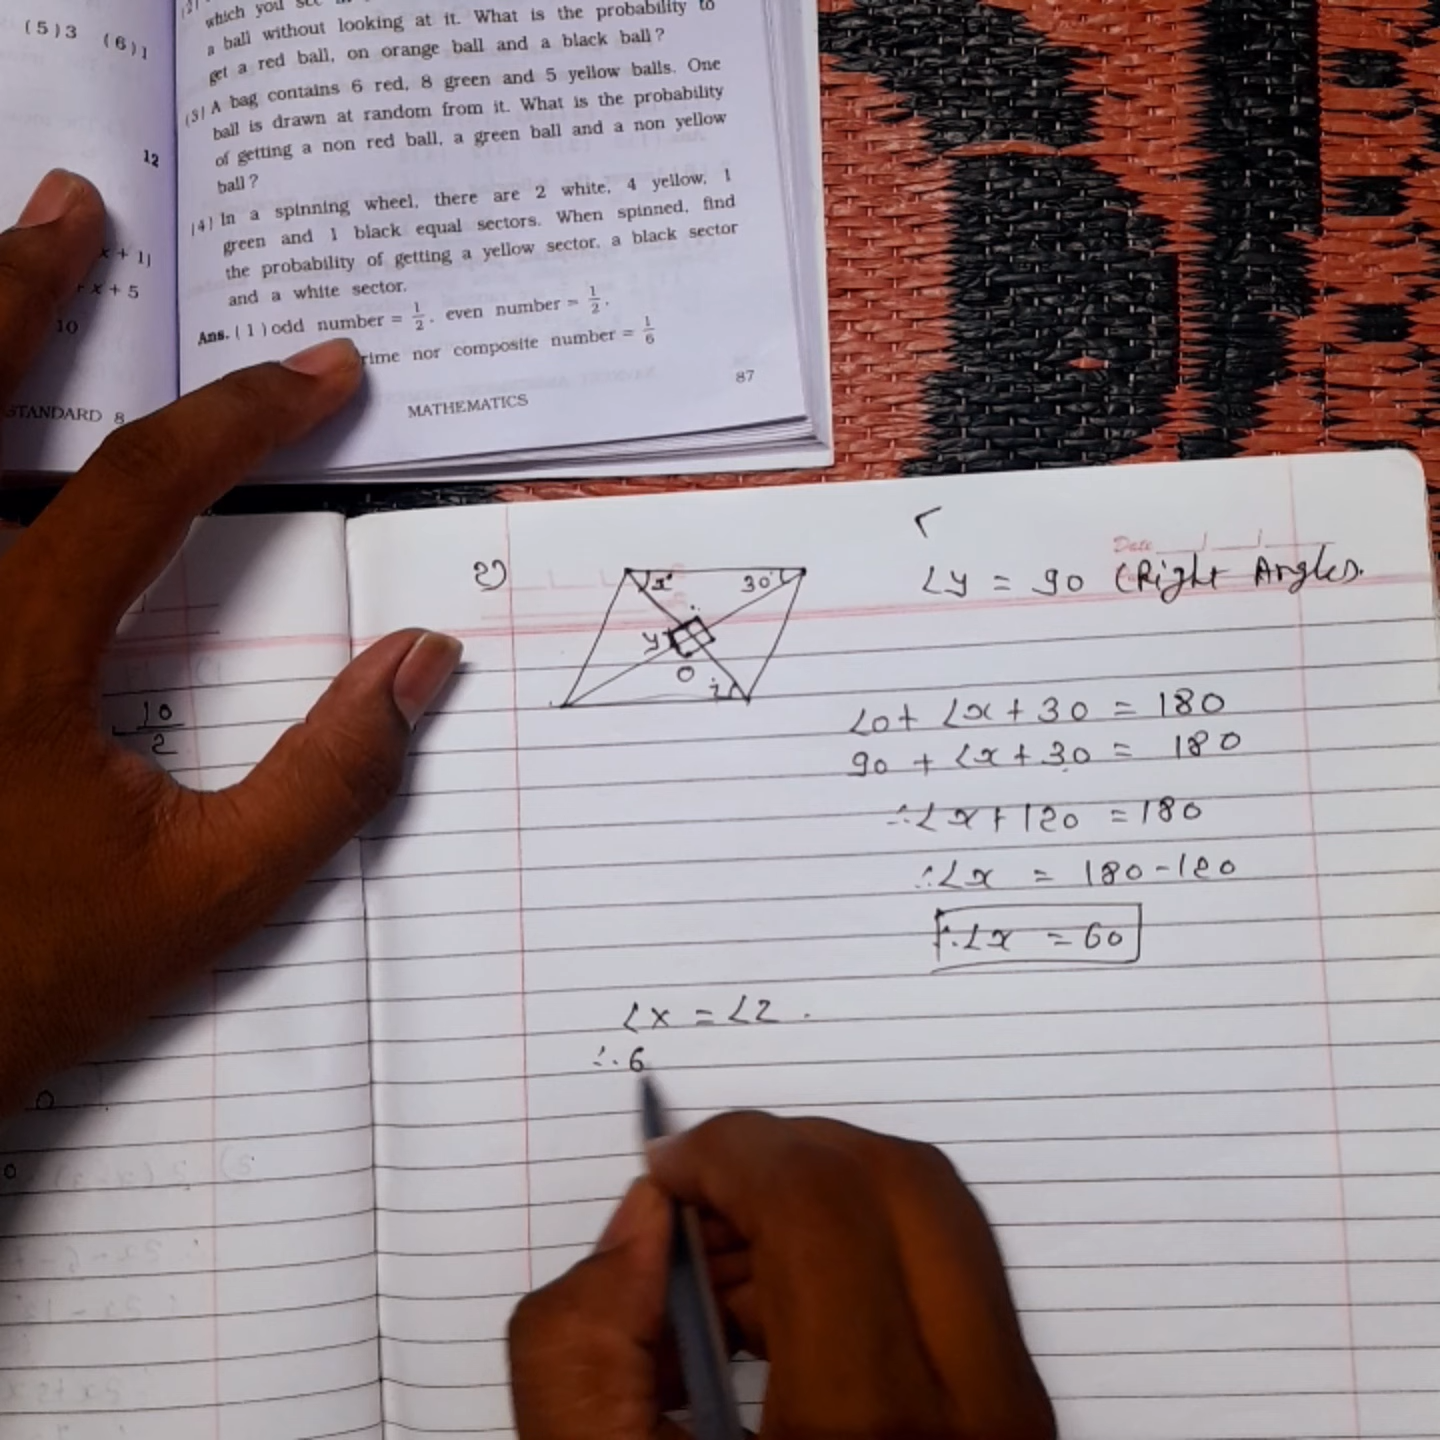 (5) 3 (6) 1
12
x + 1)
+ x + 5
10
STANDARD 8
which you see
a ball without looking at it. What is the probability to
get a red ball, on orange ball and a black ball?
(3) A bag contains 6 red, 8 green and 5 yellow balls. One
ball is drawn at random from it. What is the probability
of getting a non red ball, a green ball and a non yellow
ball?
(4) In a spinning wheel, there are 2 white, 4 yellow, 1
green and 1 black equal sectors. When spinned, find
the probability of getting a yellow sector, a black sector
and a white sector.
Ans. (1) odd number = 1/2, even number = 1/2,
rime nor composite number = 1/6
MATHEMATICS
87
Date
∠y = 90 (Right Angles).
x°
30°
y
O
∠o + ∠x + 30 = 180
90 + ∠x + 30 = 180
∴ ∠x + 120 = 180
∴ ∠x = 180 - 120
∴ ∠x = 60
∠x = ∠2 .
∴ 6
10
2
0